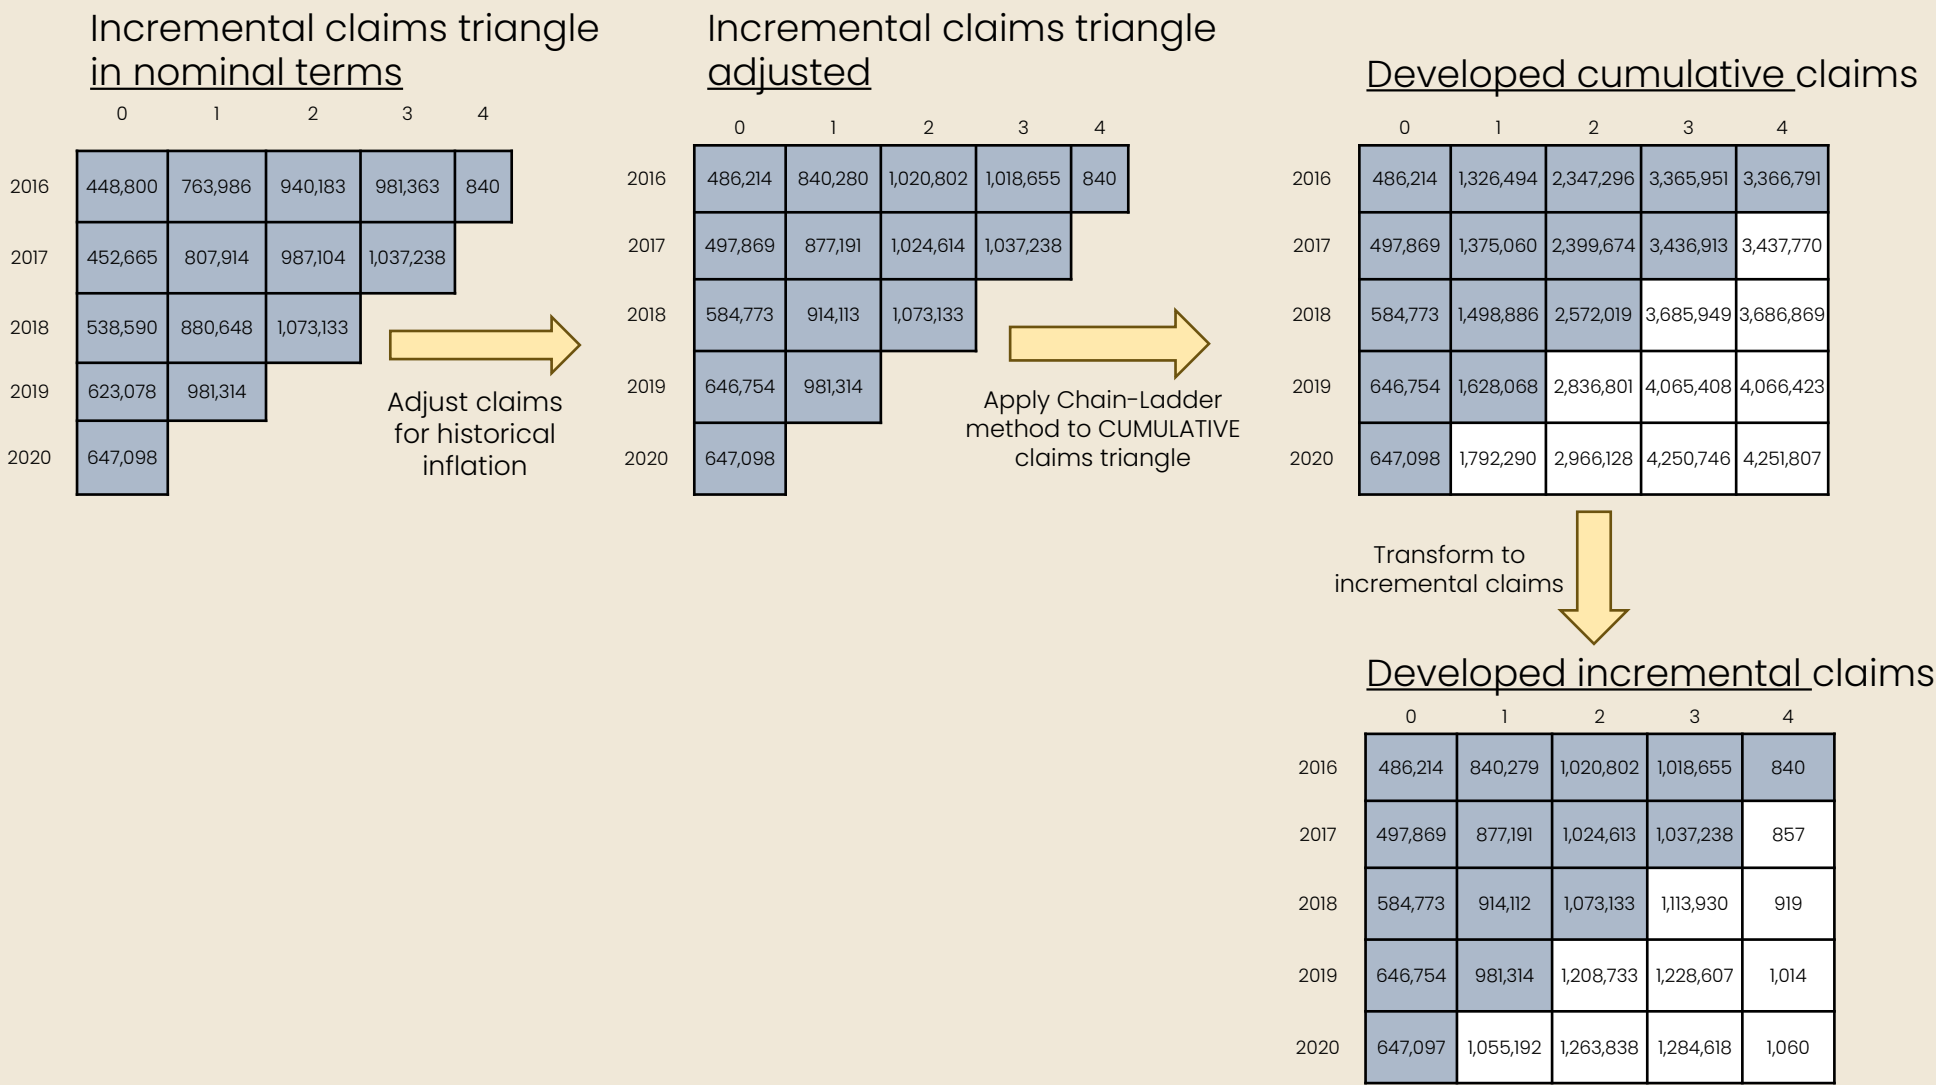 Incremental claims triangle
in nominal terms
0 1 2 3 4
2016 448,800 763,986 940,183 981,363 840
2017 452,665 807,914 987,104 1,037,238
2018 538,590 880,648 1,073,133
2019 623,078 981,314
2020 647,098
Adjust claims
for historical
inflation
Incremental claims triangle
adjusted
0 1 2 3 4
2016 486,214 840,280 1,020,802 1,018,655 840
2017 497,869 877,191 1,024,614 1,037,238
2018 584,773 914,113 1,073,133
2019 646,754 981,314
2020 647,098
Apply Chain-Ladder
method to CUMULATIVE
claims triangle
Developed cumulative claims
0 1 2 3 4
2016 486,214 1,326,494 2,347,296 3,365,951 3,366,791
2017 497,869 1,375,060 2,399,674 3,436,913 3,437,770
2018 584,773 1,498,886 2,572,019 3,685,949 3,686,869
2019 646,754 1,628,068 2,836,801 4,065,408 4,066,423
2020 647,098 1,792,290 2,966,128 4,250,746 4,251,807
Transform to
incremental claims
Developed incremental claims
0 1 2 3 4
2016 486,214 840,279 1,020,802 1,018,655 840
2017 497,869 877,191 1,024,613 1,037,238 857
2018 584,773 914,112 1,073,133 1,113,930 919
2019 646,754 981,314 1,208,733 1,228,607 1,014
2020 647,097 1,055,192 1,263,838 1,284,618 1,060